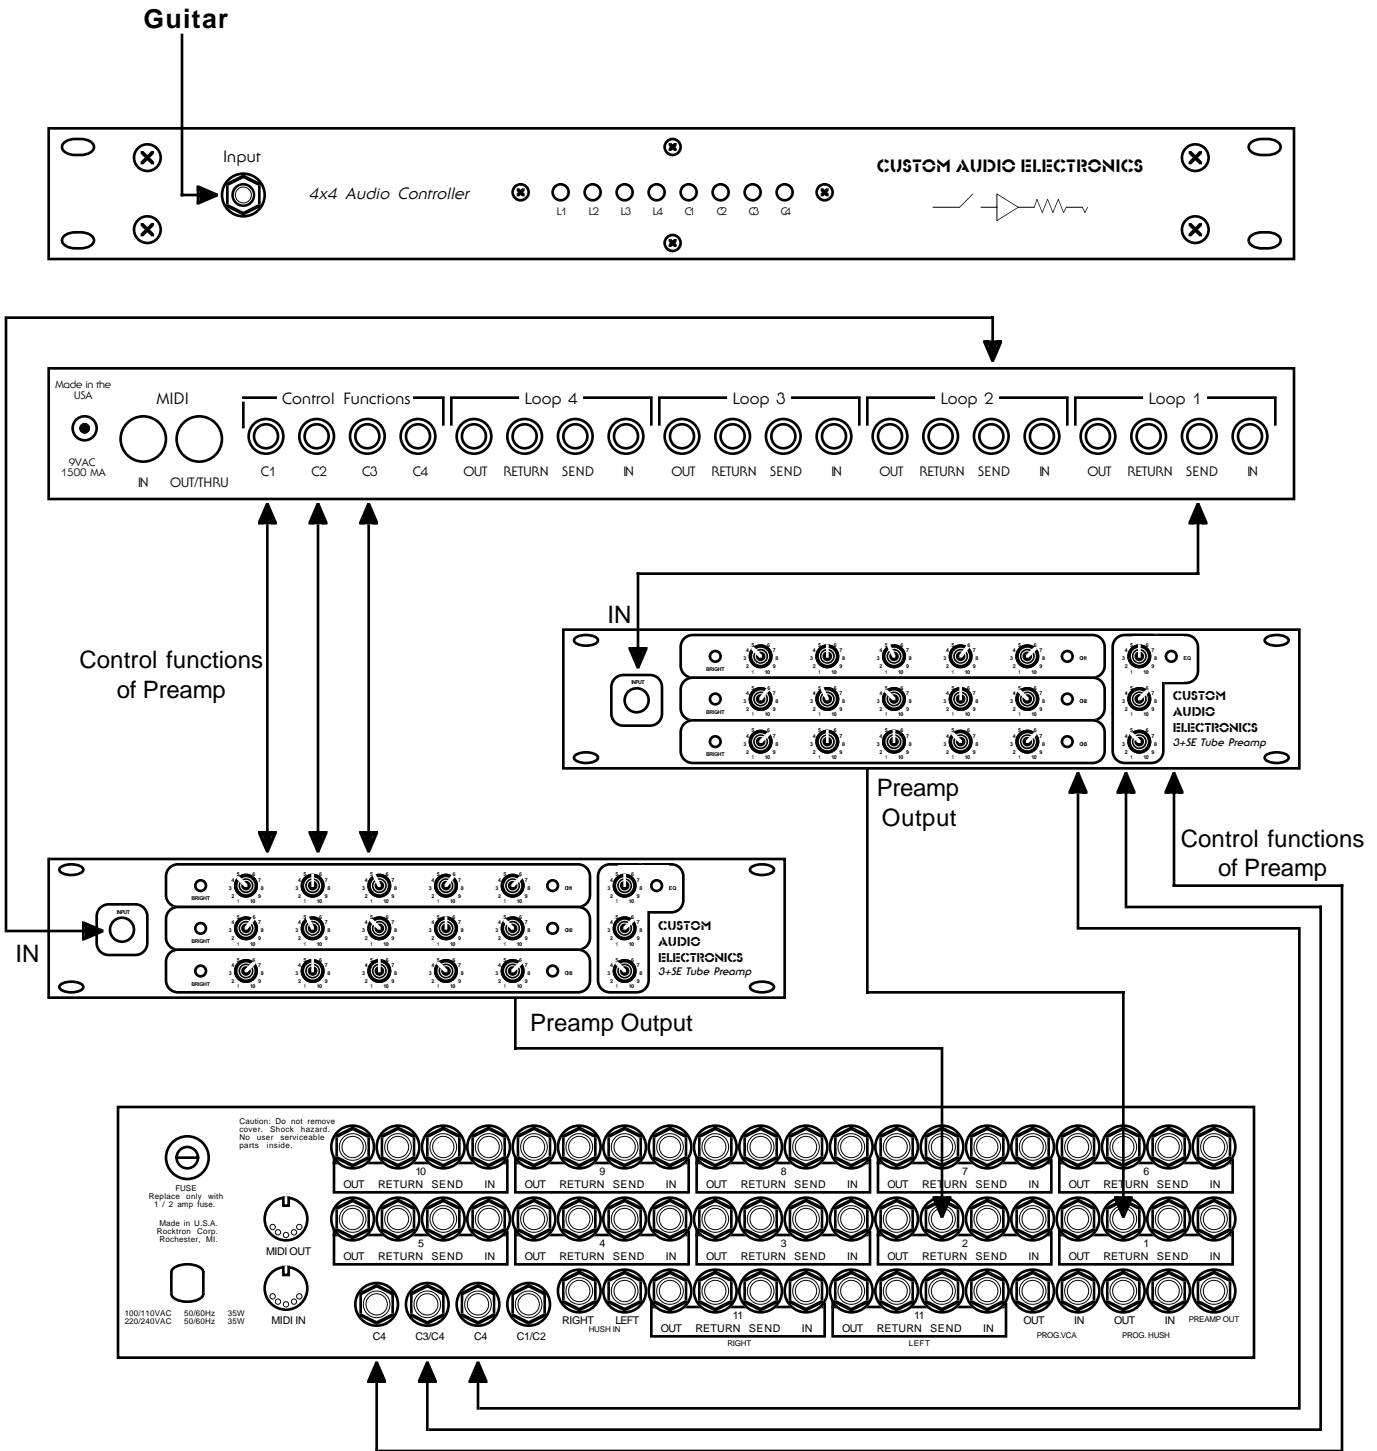 Guitar
Input
4x4 Audio Controller
L1 L2 L3 L4 C1 C2 C3 C4
CUSTOM AUDIO ELECTRONICS
Made in the
USA
9VAC
1500 MA
MIDI
IN OUT/THRU
Control Functions
C1 C2 C3 C4
Loop 4
OUT RETURN SEND IN
Loop 3
OUT RETURN SEND IN
Loop 2
OUT RETURN SEND IN
Loop 1
OUT RETURN SEND IN
IN
INPUT
BRIGHT
BRIGHT
BRIGHT
EQ
CUSTOM
AUDIO
ELECTRONICS
3+SE Tube Preamp
Control functions
of Preamp
Preamp
Output
Control functions
of Preamp
IN
INPUT
BRIGHT
BRIGHT
BRIGHT
EQ
CUSTOM
AUDIO
ELECTRONICS
3+SE Tube Preamp
Preamp Output
Caution: Do not remove
cover. Shock hazard.
No user serviceable
parts inside.
FUSE
Replace only with
1 / 2 amp fuse.
Made in U.S.A.
Rocktron Corp.
Rochester, MI.
100/110VAC 50/60Hz 35W
220/240VAC 50/60Hz 35W
MIDI OUT
MIDI IN
10
OUT RETURN SEND IN
9
OUT RETURN SEND IN
8
OUT RETURN SEND IN
7
OUT RETURN SEND IN
6
OUT RETURN SEND IN
5
OUT RETURN SEND IN
4
OUT RETURN SEND IN
3
OUT RETURN SEND IN
2
OUT RETURN SEND IN
1
OUT RETURN SEND IN
C4 C3/C4 C4 C1/C2
RIGHT LEFT
HUSH IN
11
OUT RETURN SEND IN
RIGHT
11
OUT RETURN SEND IN
LEFT
OUT IN
PROG.VCA
OUT IN
PROG. HUSH
PREAMP OUT